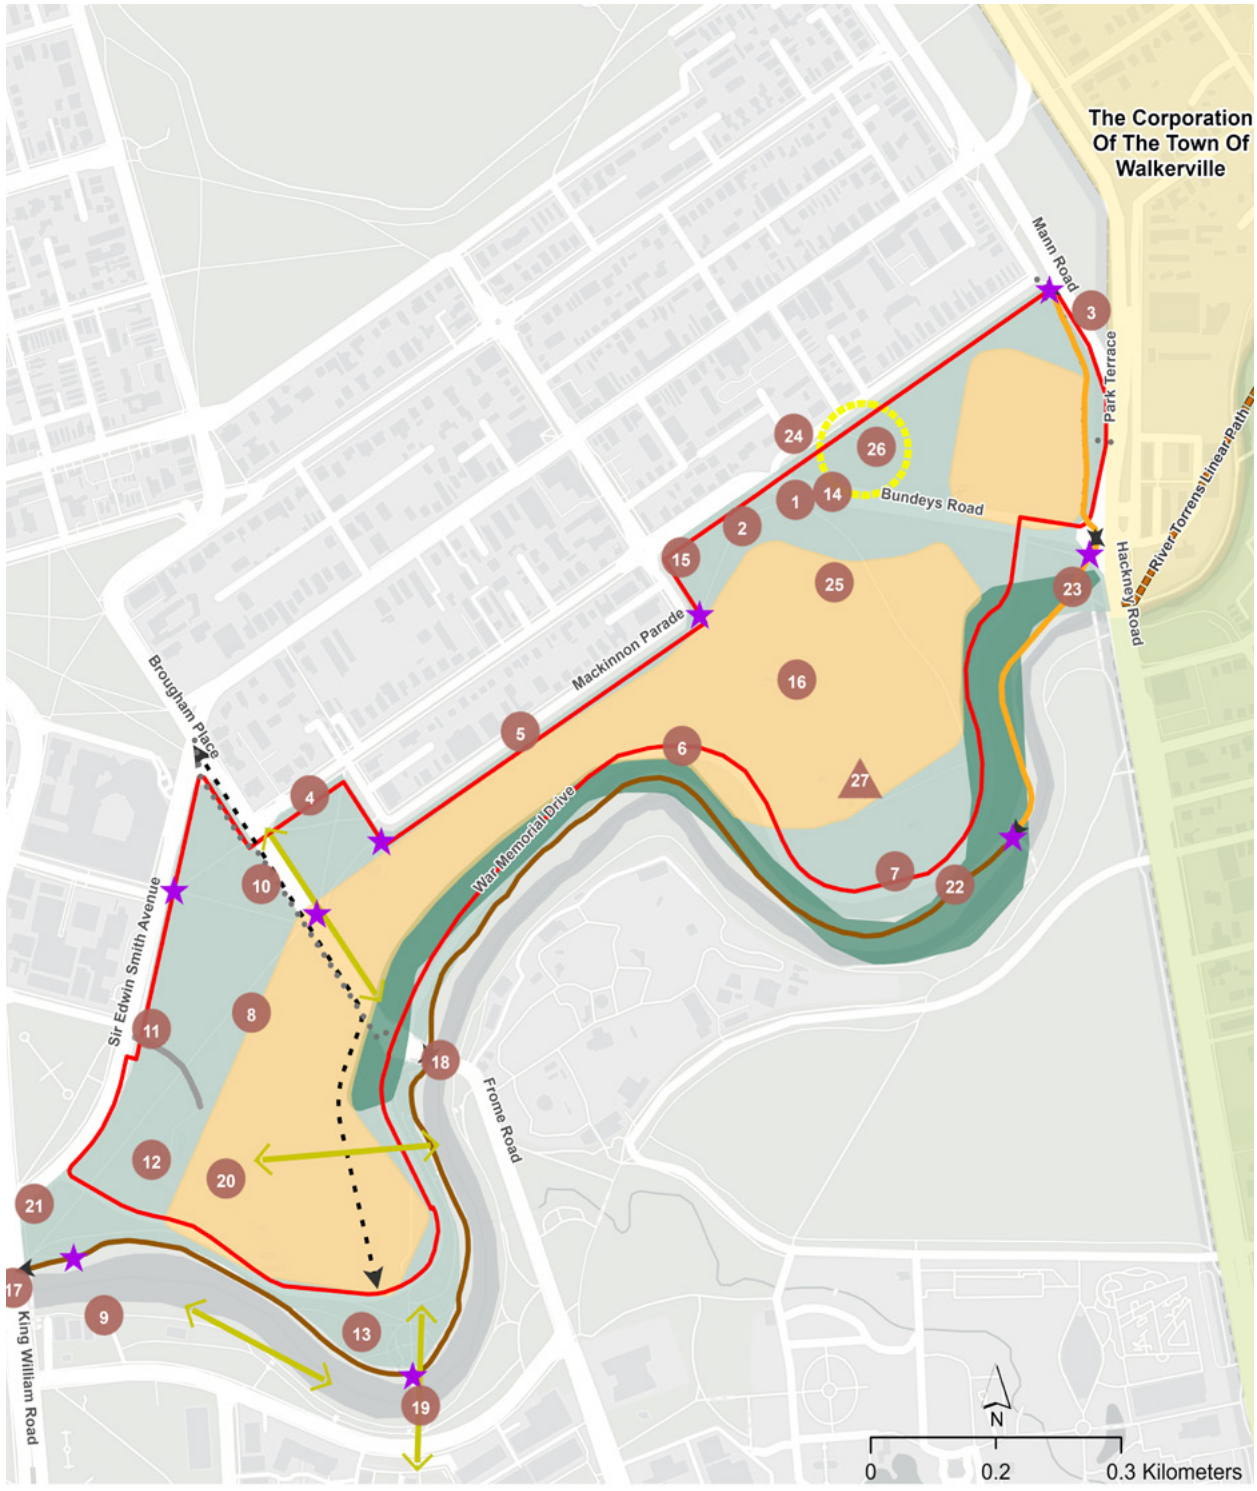 The Corporation
Of The Town Of
Walkerville
Mann Road
3
Park Terrace
River Torrens Linear Path
24
26
14
1
Bundeys Road
2
15
25
Hackney Road
23
Mackinnon Parade
16
Brougham Place
5
6
27
4
War Memorial Drive
7
22
10
Sir Edwin Smith Avenue
8
11
18
Frome Road
12
20
21
17
9
13
King William Road
19
N
0
0.2
0.3 Kilometers